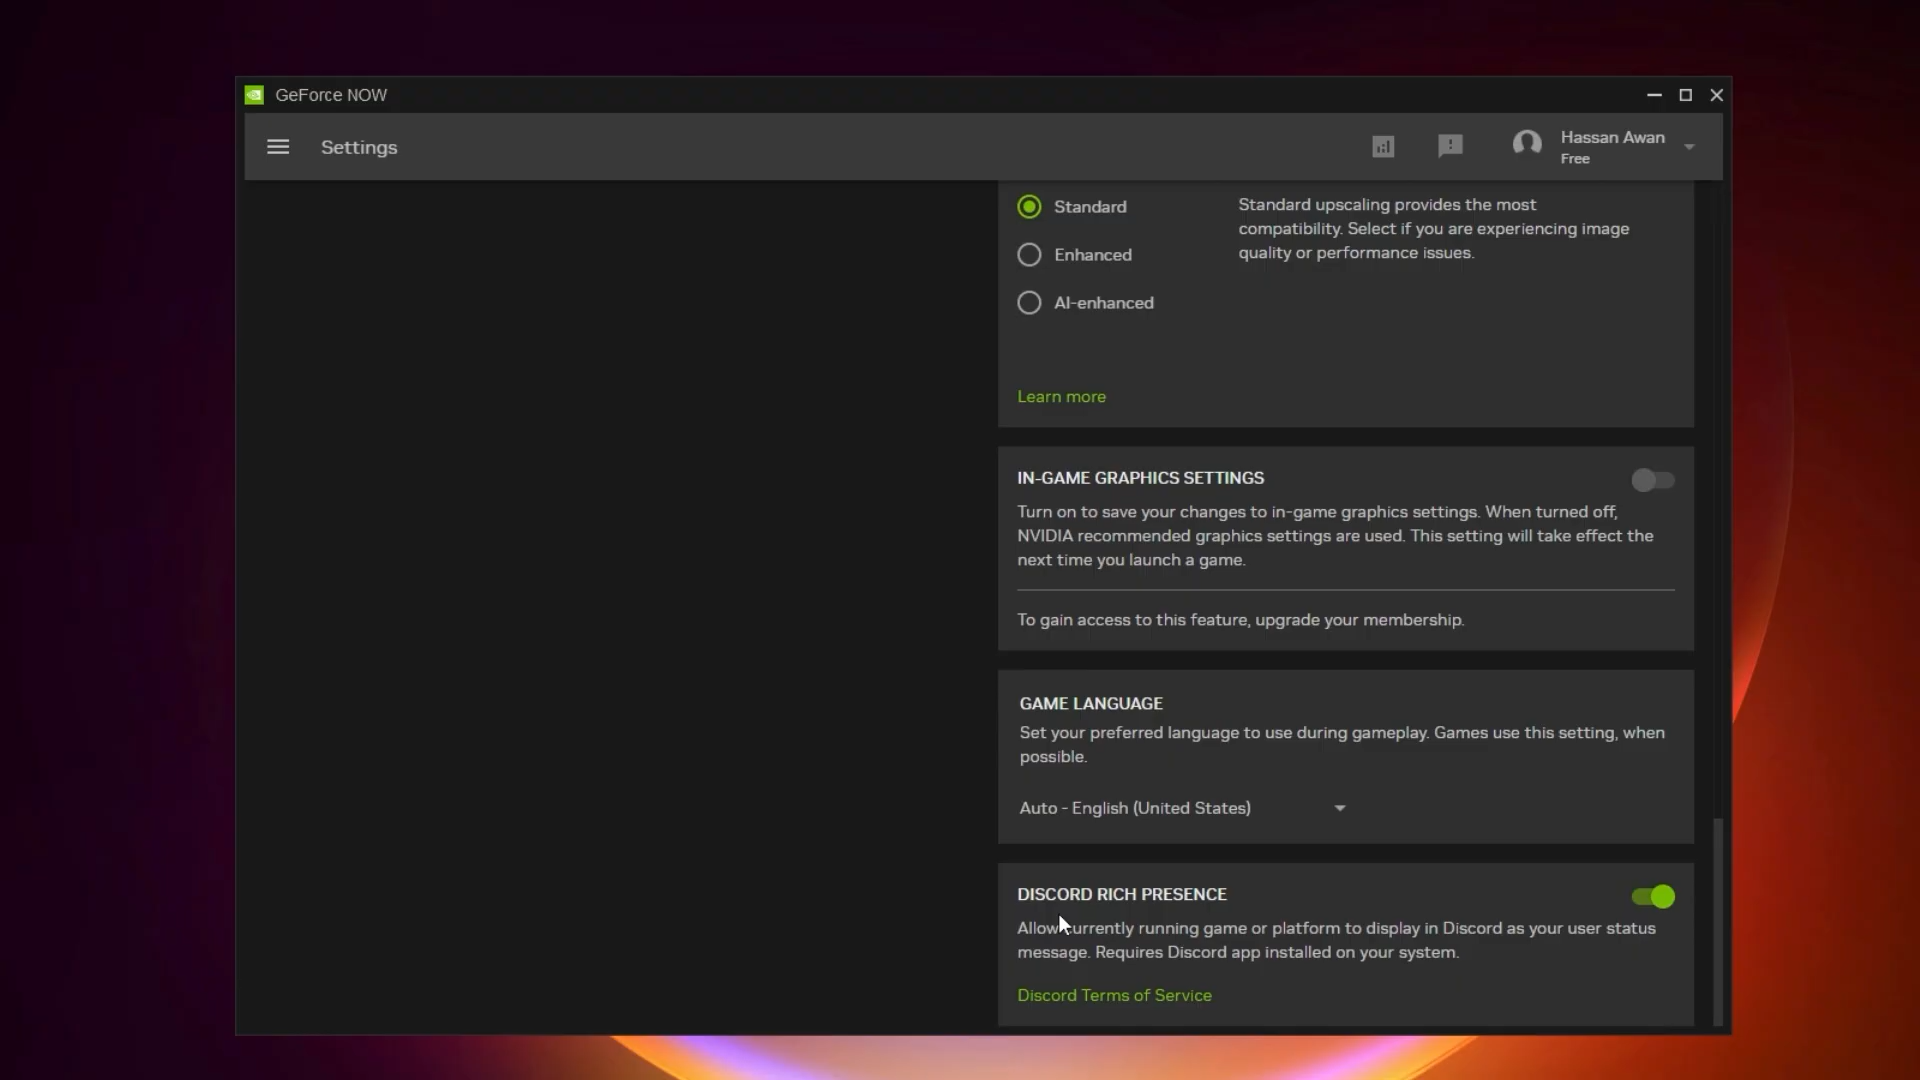 GeForce NOW
Settings
Hassan Awan
Free
Standard
Enhanced
AI-enhanced
Standard upscaling provides the most
compatibility. Select if you are experiencing image
quality or performance issues.
Learn more
IN-GAME GRAPHICS SETTINGS
Turn on to save your changes to in-game graphics settings. When turned off,
NVIDIA recommended graphics settings are used. This setting will take effect the
next time you launch a game.
To gain access to this feature, upgrade your membership.
GAME LANGUAGE
Set your preferred language to use during gameplay. Games use this setting, when
possible.
Auto - English (United States)
DISCORD RICH PRESENCE
Allow currently running game or platform to display in Discord as your user status
message. Requires Discord app installed on your system.
Discord Terms of Service